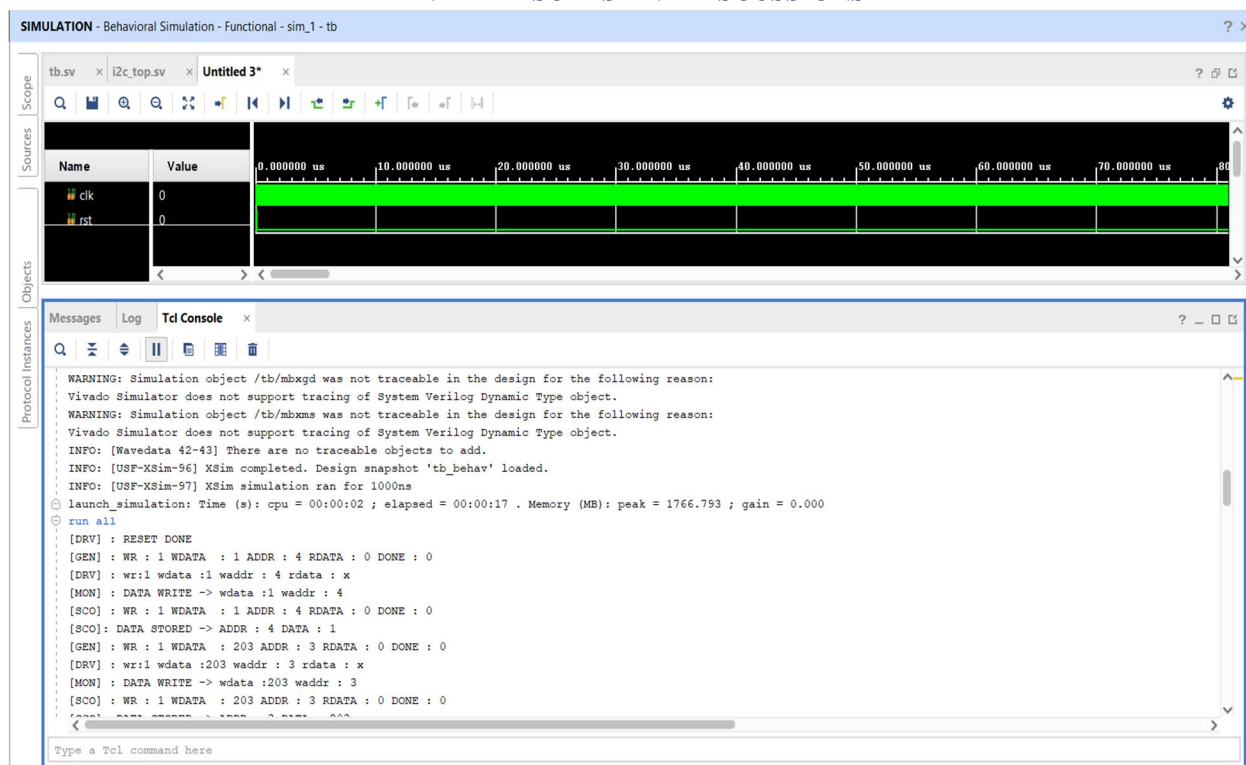 SIMULATION - Behavioral Simulation - Functional - sim_1 - tb
tb.sv × i2c_top.sv × Untitled 3* ×
Scope
Sources
Objects
Protocol Instances
Name Value
0.000000 us 10.000000 us 20.000000 us 30.000000 us 40.000000 us 50.000000 us 60.000000 us 70.000000 us 80
clk 0
rst 0
Messages Log Tcl Console ×
WARNING: Simulation object /tb/mbxgd was not traceable in the design for the following reason:
Vivado Simulator does not support tracing of System Verilog Dynamic Type object.
WARNING: Simulation object /tb/mbxms was not traceable in the design for the following reason:
Vivado Simulator does not support tracing of System Verilog Dynamic Type object.
INFO: [Wavedata 42-43] There are no traceable objects to add.
INFO: [USF-XSim-96] XSim completed. Design snapshot 'tb_behav' loaded.
INFO: [USF-XSim-97] XSim simulation ran for 1000ns
launch_simulation: Time (s): cpu = 00:00:02 ; elapsed = 00:00:17 . Memory (MB): peak = 1766.793 ; gain = 0.000
run all
[DRV] : RESET DONE
[GEN] : WR : 1 WDATA : 1 ADDR : 4 RDATA : 0 DONE : 0
[DRV] : wr:1 wdata :1 waddr : 4 rdata : x
[MON] : DATA WRITE -> wdata :1 waddr : 4
[SCO] : WR : 1 WDATA : 1 ADDR : 4 RDATA : 0 DONE : 0
[SCO]: DATA STORED -> ADDR : 4 DATA : 1
[GEN] : WR : 1 WDATA : 203 ADDR : 3 RDATA : 0 DONE : 0
[DRV] : wr:1 wdata :203 waddr : 3 rdata : x
[MON] : DATA WRITE -> wdata :203 waddr : 3
[SCO] : WR : 1 WDATA : 203 ADDR : 3 RDATA : 0 DONE : 0
Type a Tcl command here